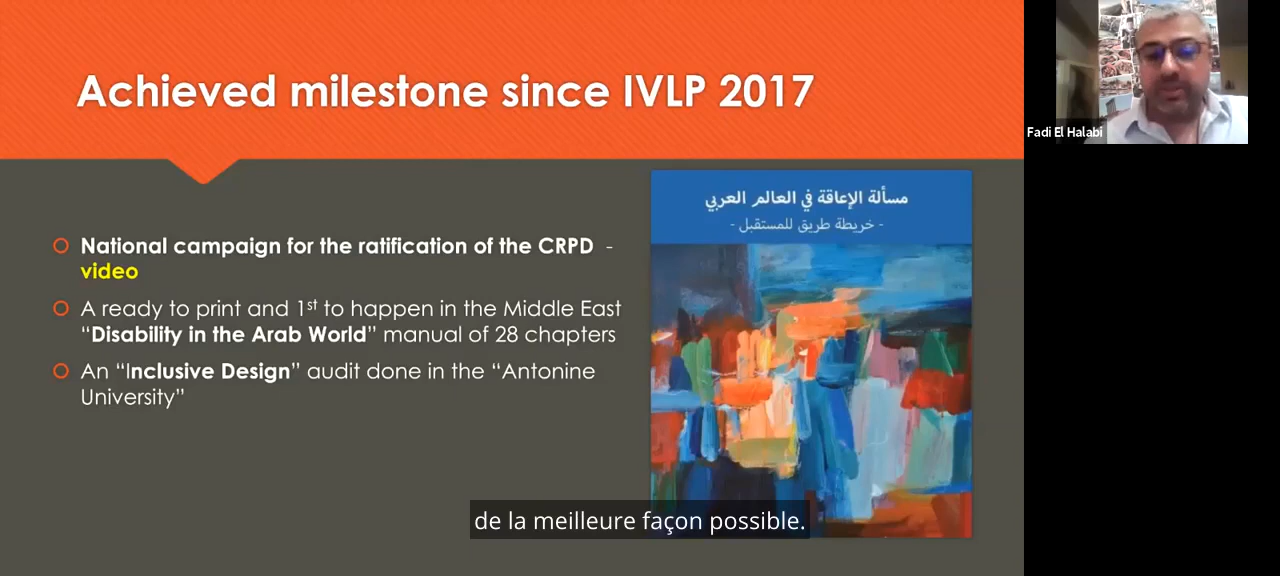 Achieved milestone since IVLP 2017
National campaign for the ratification of the CRPD -
video
A ready to print and 1st to happen in the Middle East
“Disability in the Arab World” manual of 28 chapters
An “Inclusive Design” audit done in the “Antonine
University”
مسألة الإعاقة في العالم العربي
- خريطة طريق للمستقبل -
de la meilleure façon possible.
Fadi El Halabi